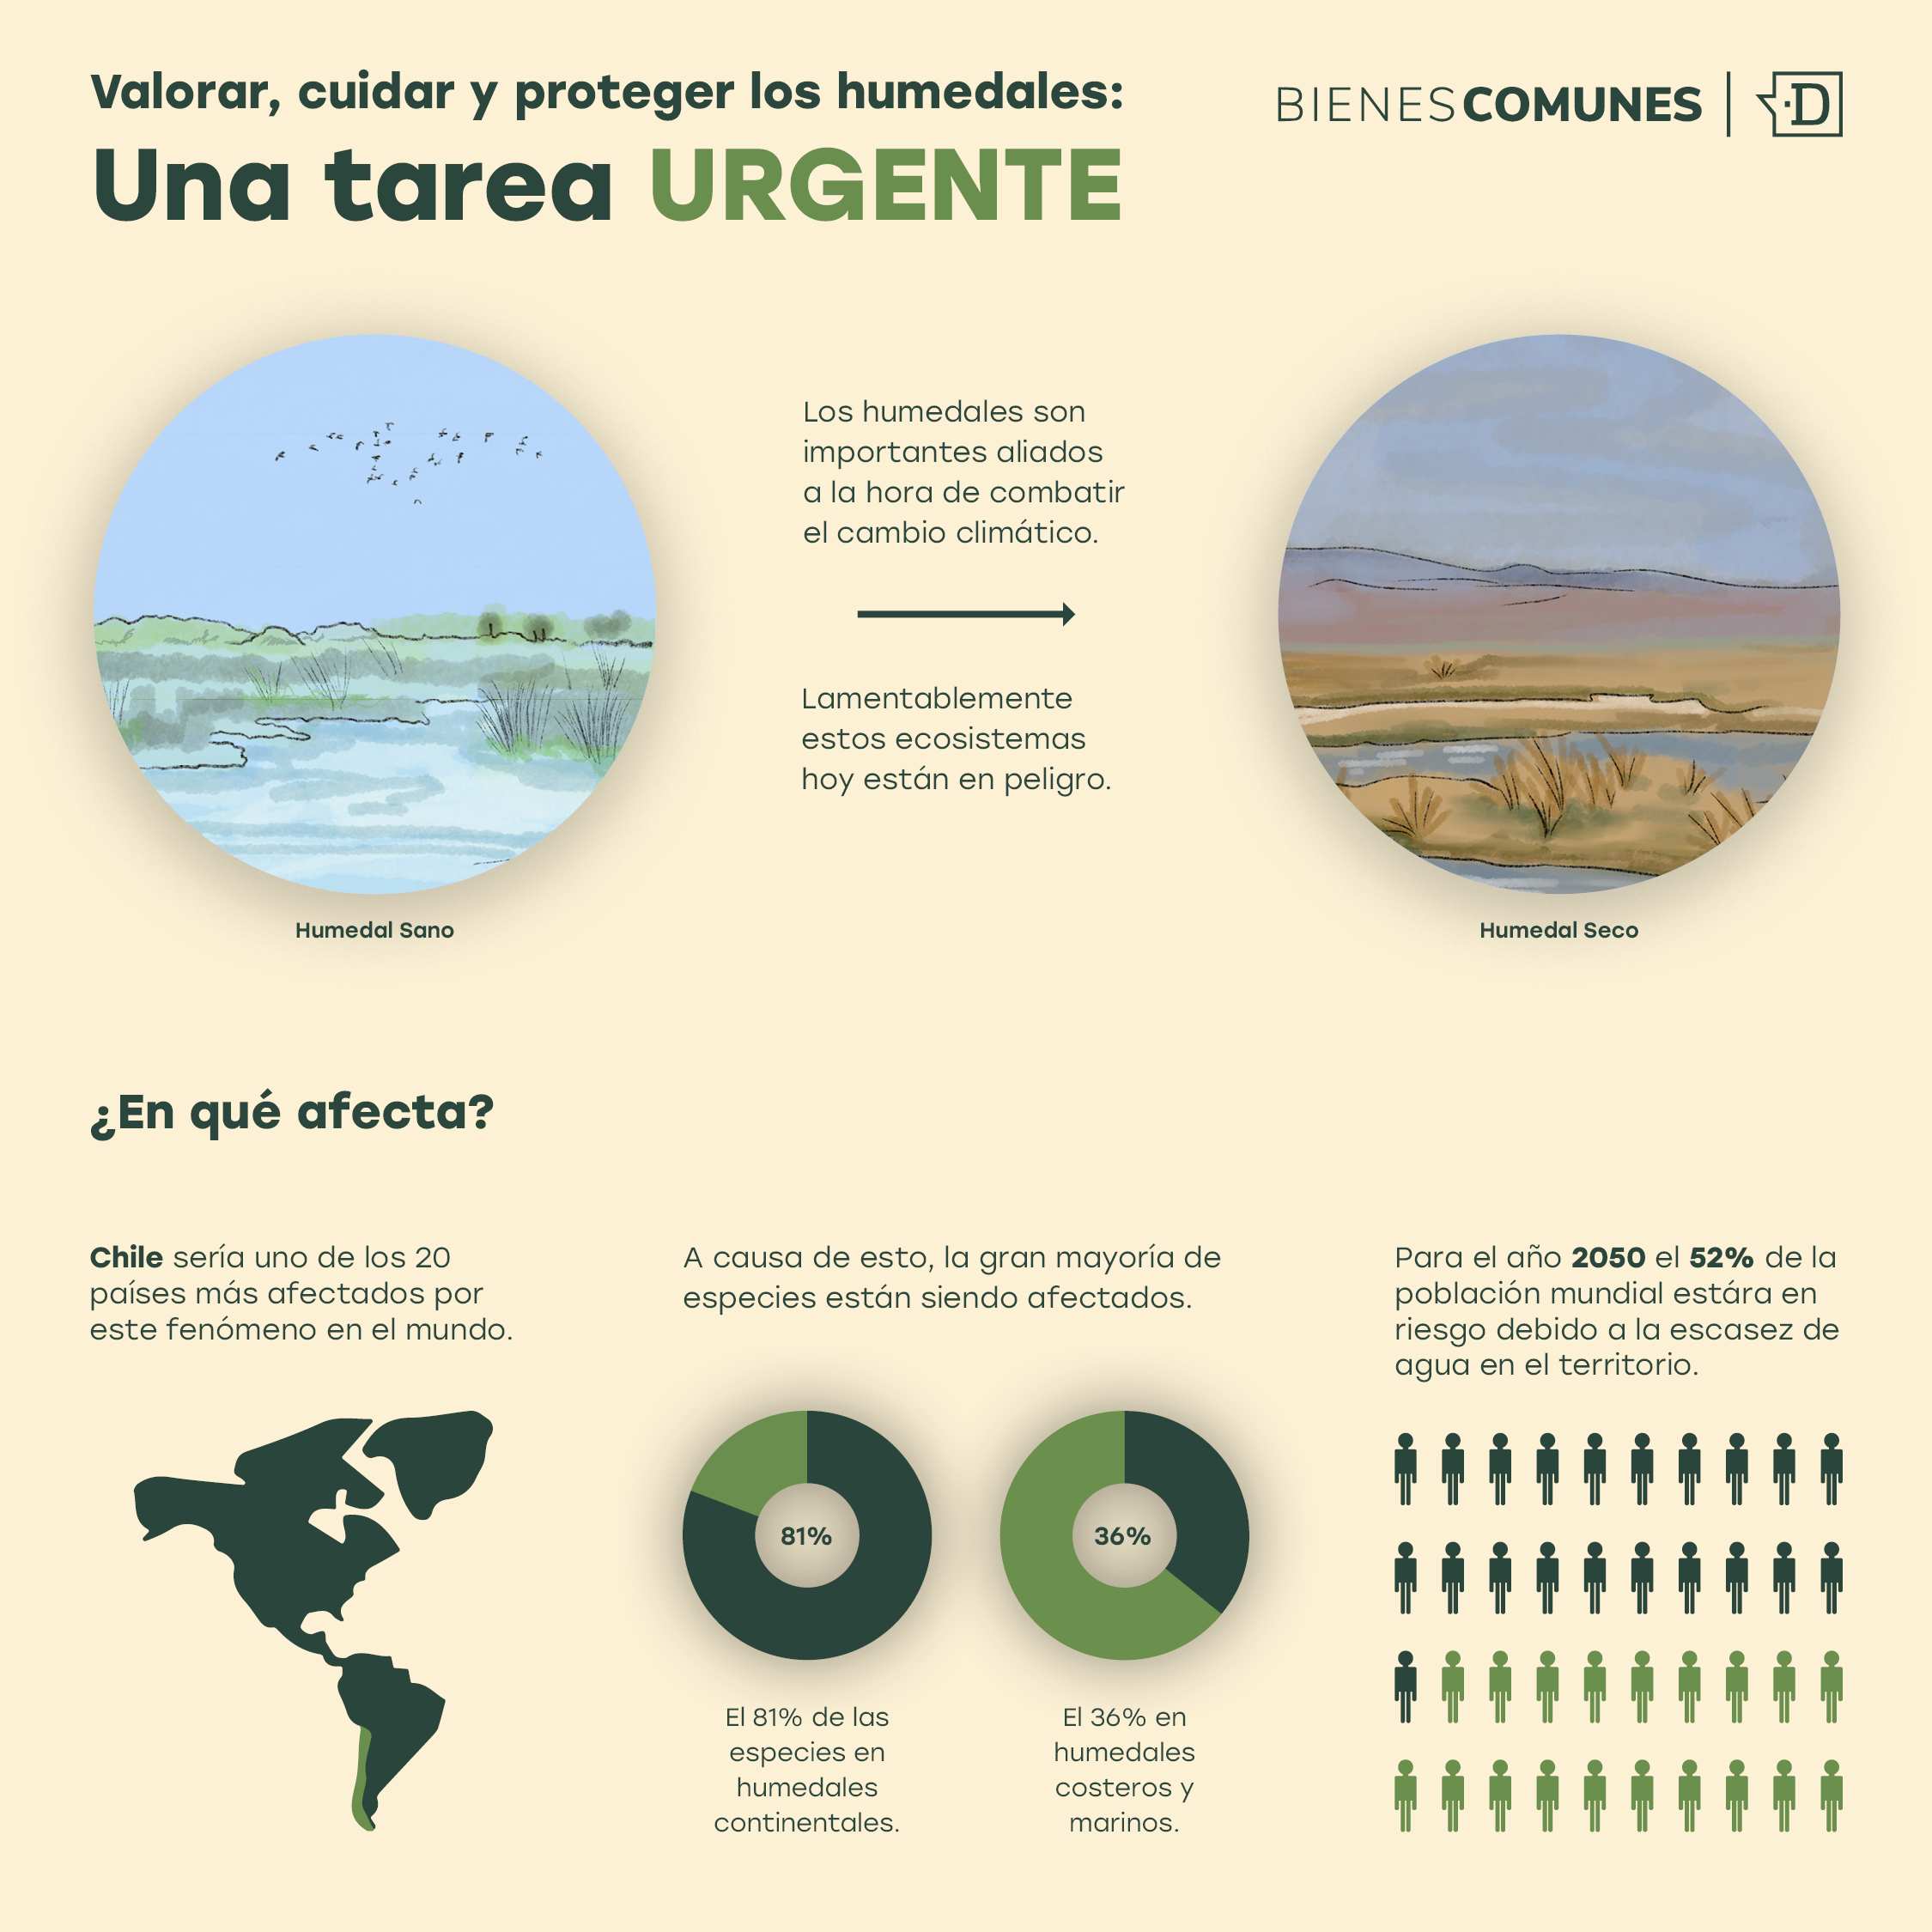 Valorar, cuidar y proteger los humedales:
Una tarea URGENTE
BIENESCOMUNES
D
Los humedales son
importantes aliados
a la hora de combatir
el cambio climático.
Lamentablemente
estos ecosistemas
hoy están en peligro.
Humedal Sano
Humedal Seco
¿En qué afecta?
Chile sería uno de los 20
países más afectados por
este fenómeno en el mundo.
A causa de esto, la gran mayoría de
especies están siendo afectados.
81%
36%
El 81% de las
especies en
humedales
continentales.
El 36% en
humedales
costeros y
marinos.
Para el año 2050 el 52% de la
población mundial estára en
riesgo debido a la escasez de
agua en el territorio.